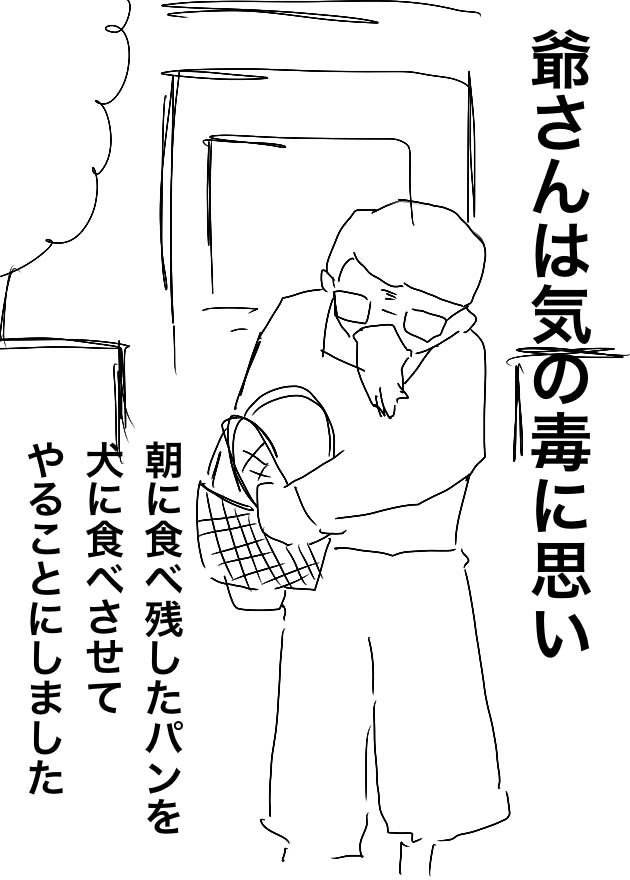 爺さんは気の毒に思い
朝に食べ残したパンを
犬に食べさせて
やることにしました